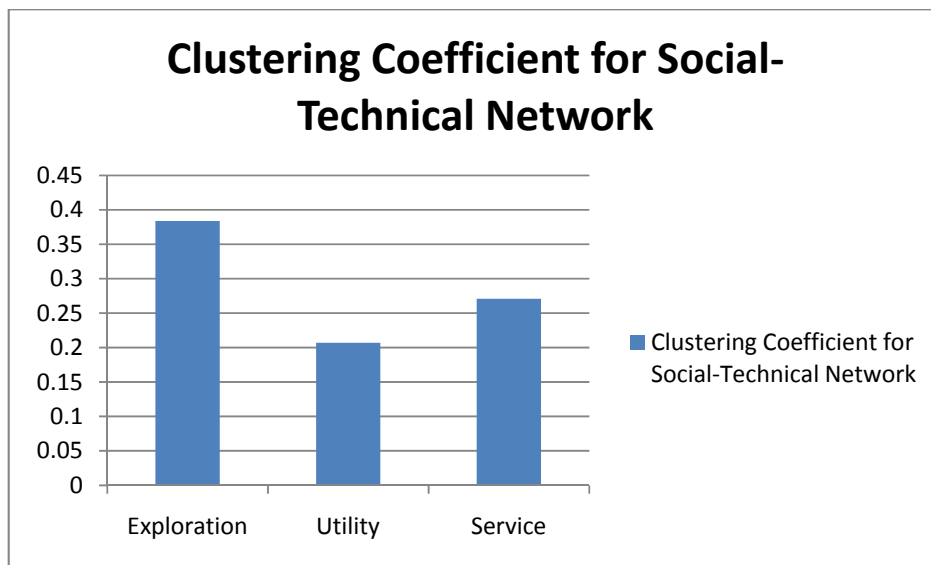 Clustering Coefficient for Social-
Technical Network
0.45
0.4
0.35
0.3
0.25
0.2
0.15
0.1
0.05
0
Exploration
Utility
Service
Clustering Coefficient for
Social-Technical Network